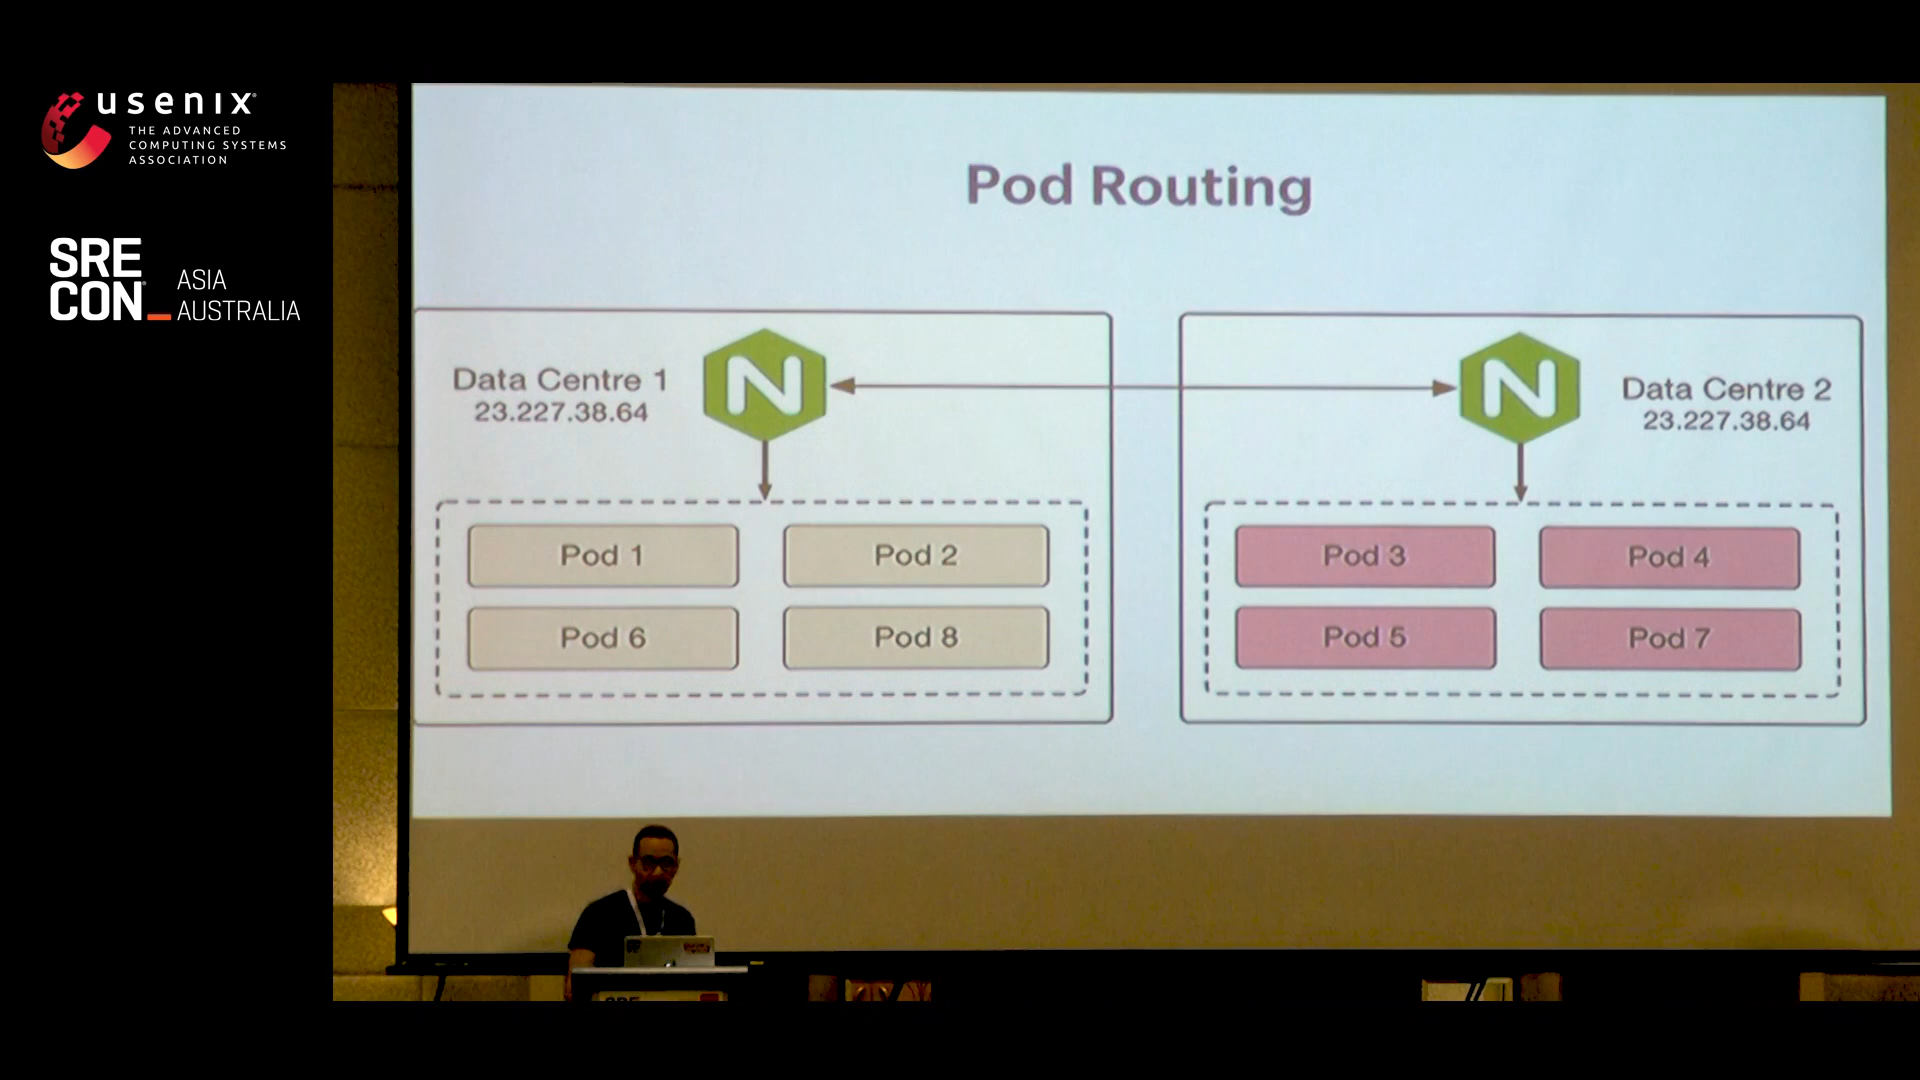 usenix
THE ADVANCED
COMPUTING SYSTEMS
ASSOCIATION
SRE
CON
ASIA
AUSTRALIA
Pod Routing
Data Centre 1
23.227.38.64
N
N
Data Centre 2
23.227.38.64
Pod 1
Pod 2
Pod 6
Pod 8
Pod 3
Pod 4
Pod 5
Pod 7
SRE